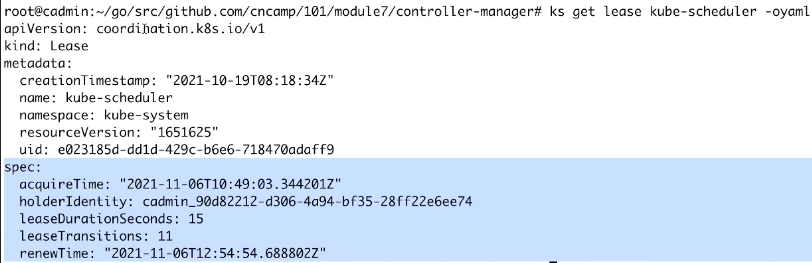 root@cadmin:~/go/src/github.com/cncamp/101/module7/controller-manager# ks get lease kube-scheduler -oyaml
apiVersion: coordination.k8s.io/v1
kind: Lease
metadata:
  creationTimestamp: "2021-10-19T08:18:34Z"
  name: kube-scheduler
  namespace: kube-system
  resourceVersion: "1651625"
  uid: e023185d-dd1d-429c-b6e6-718470adaff9
spec:
  acquireTime: "2021-11-06T10:49:03.344201Z"
  holderIdentity: cadmin_90d82212-d306-4a94-bf35-28ff22e6ee74
  leaseDurationSeconds: 15
  leaseTransitions: 11
  renewTime: "2021-11-06T12:54:54.688802Z"